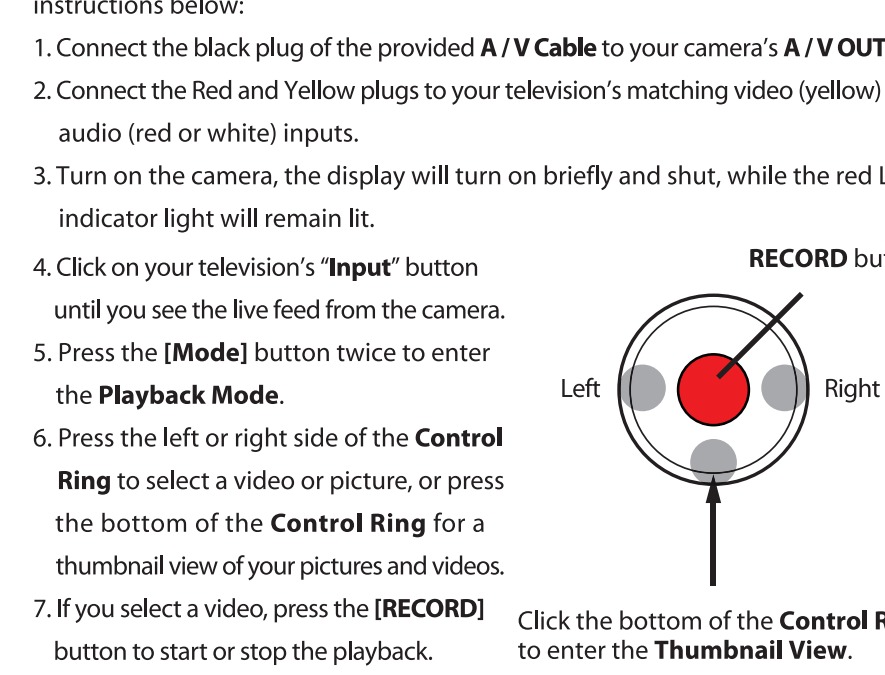 instructions below:
1. Connect the black plug of the provided A / V Cable to your camera's A / V OUT
2. Connect the Red and Yellow plugs to your television's matching video (yellow)
audio (red or white) inputs.
3. Turn on the camera, the display will turn on briefly and shut, while the red
indicator light will remain lit.
4. Click on your television's "Input" button
until you see the live feed from the camera.
5. Press the [Mode] button twice to enter
the Playback Mode.
6. Press the left or right side of the Control
Ring to select a video or picture, or press
the bottom of the Control Ring for a
thumbnail view of your pictures and videos.
7. If you select a video, press the [RECORD]
button to start or stop the playback.
RECORD
Left
Right
Click the bottom of the Control
to enter the Thumbnail View.